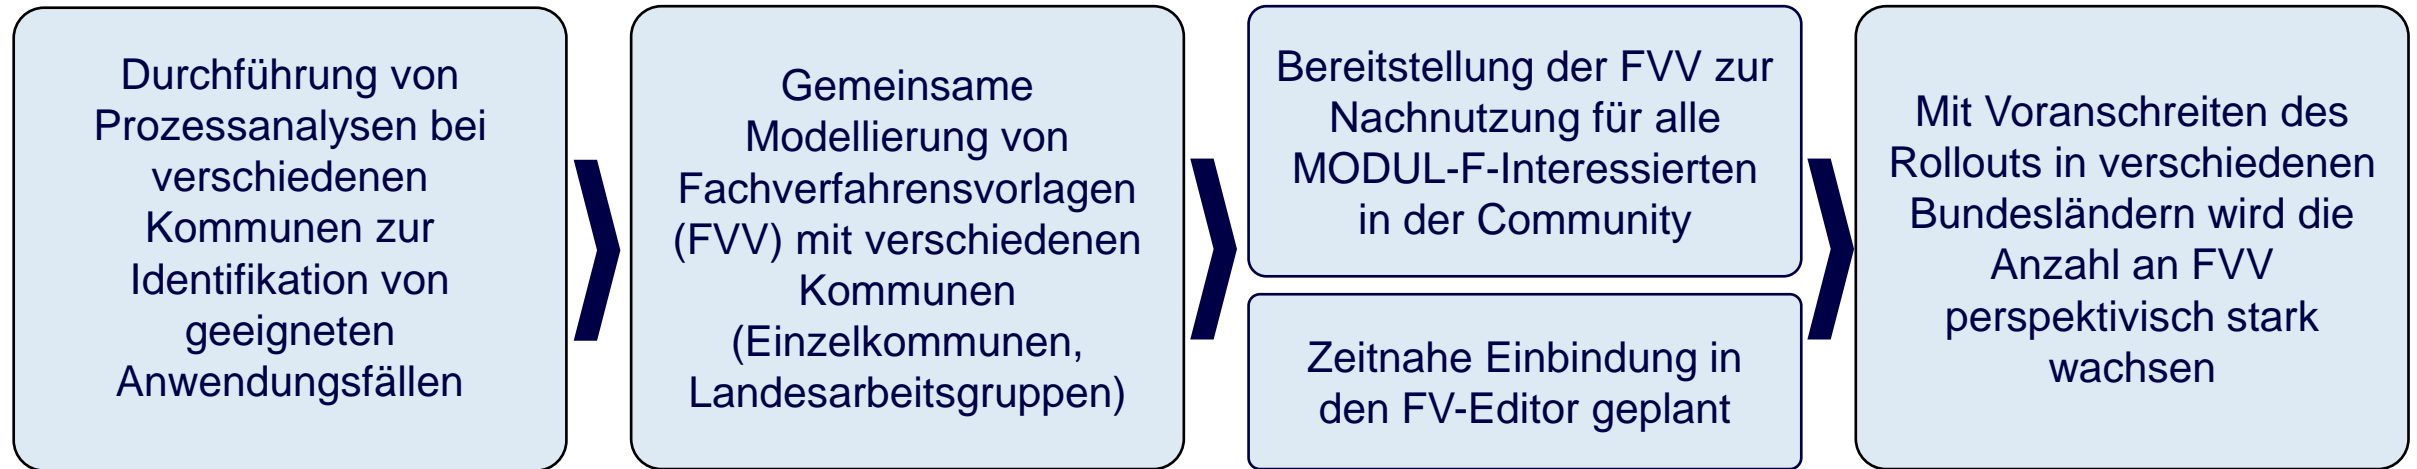 Durchführung von
Prozessanalysen bei
verschiedenen
Kommunen zur
Identifikation von
geeigneten
Anwendungsfällen
Gemeinsame
Modellierung von
Fachverfahrensvorlagen
(FVV) mit verschiedenen
Kommunen
(Einzelkommunen,
Landesarbeitsgruppen)
Bereitstellung der FVV zur
Nachnutzung für alle
MODUL-F-Interessierten
in der Community
Zeitnahe Einbindung in
den FV-Editor geplant
Mit Voranschreiten des
Rollouts in verschiedenen
Bundesländern wird die
Anzahl an FVV
perspektivisch stark
wachsen